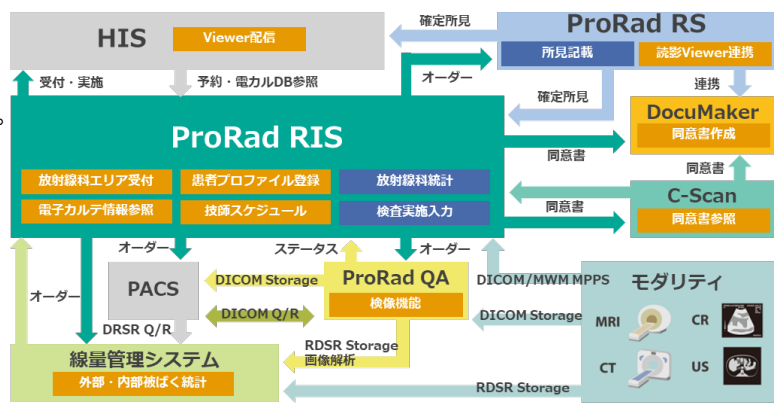 HIS
Viewer配信
確定所見
ProRad RS
所見記載
読影Viewer連携
受付・実施
予約・電カルDB参照
オーダー
確定所見
連携
ProRad RIS
DocuMaker
同意書作成
同意書
同意書
放射線科エリア受付
患者プロファイル登録
放射線科統計
C-Scan
電子カルテ情報参照
技師スケジュール
検査実施入力
同意書
同意書参照
オーダー
ステータス
オーダー
PACS
DICOM Storage
ProRad QA
検像機能
DICOM/MWM MPPS
モダリティ
オーダー
DICOM Q/R
DICOM Storage
MRI
CR
DRSR Q/R
線量管理システム
外部・内部被ばく統計
RDSR Storage
画像解析
CT
US
RDSR Storage